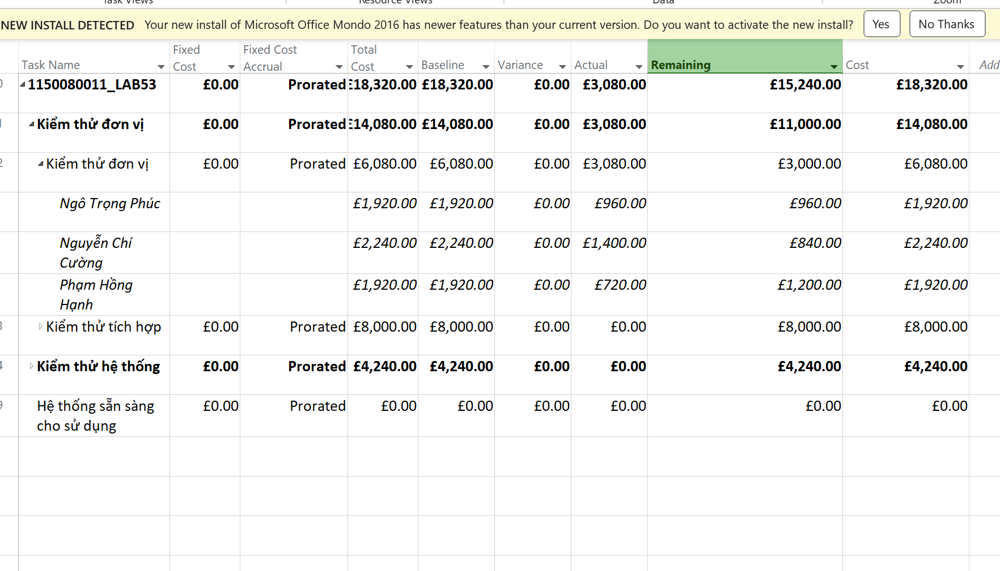 Task Views Resource Views Data Zoom
NEW INSTALL DETECTED Your new install of Microsoft Office Mondo 2016 has newer features than your current version. Do you want to activate the new install? Yes No Thanks
Fixed Fixed Cost Total
Task Name Cost Accrual Cost Baseline Variance Actual Remaining Cost Add
0 1150080011_LAB53 £0.00 Prorated £18,320.00 £18,320.00 £0.00 £3,080.00 £15,240.00 £18,320.00
1 Kiểm thử đơn vị £0.00 Prorated £14,080.00 £14,080.00 £0.00 £3,080.00 £11,000.00 £14,080.00
2 Kiểm thử đơn vị £0.00 Prorated £6,080.00 £6,080.00 £0.00 £3,080.00 £3,000.00 £6,080.00
Ngô Trọng Phúc £1,920.00 £1,920.00 £0.00 £960.00 £960.00 £1,920.00
Nguyễn Chí £2,240.00 £2,240.00 £0.00 £1,400.00 £840.00 £2,240.00
Cường
Phạm Hồng £1,920.00 £1,920.00 £0.00 £720.00 £1,200.00 £1,920.00
Hạnh
3 Kiểm thử tích hợp £0.00 Prorated £8,000.00 £8,000.00 £0.00 £0.00 £8,000.00 £8,000.00
4 Kiểm thử hệ thống £0.00 Prorated £4,240.00 £4,240.00 £0.00 £0.00 £4,240.00 £4,240.00
9 Hệ thống sẵn sàng £0.00 Prorated £0.00 £0.00 £0.00 £0.00 £0.00 £0.00
cho sử dụng